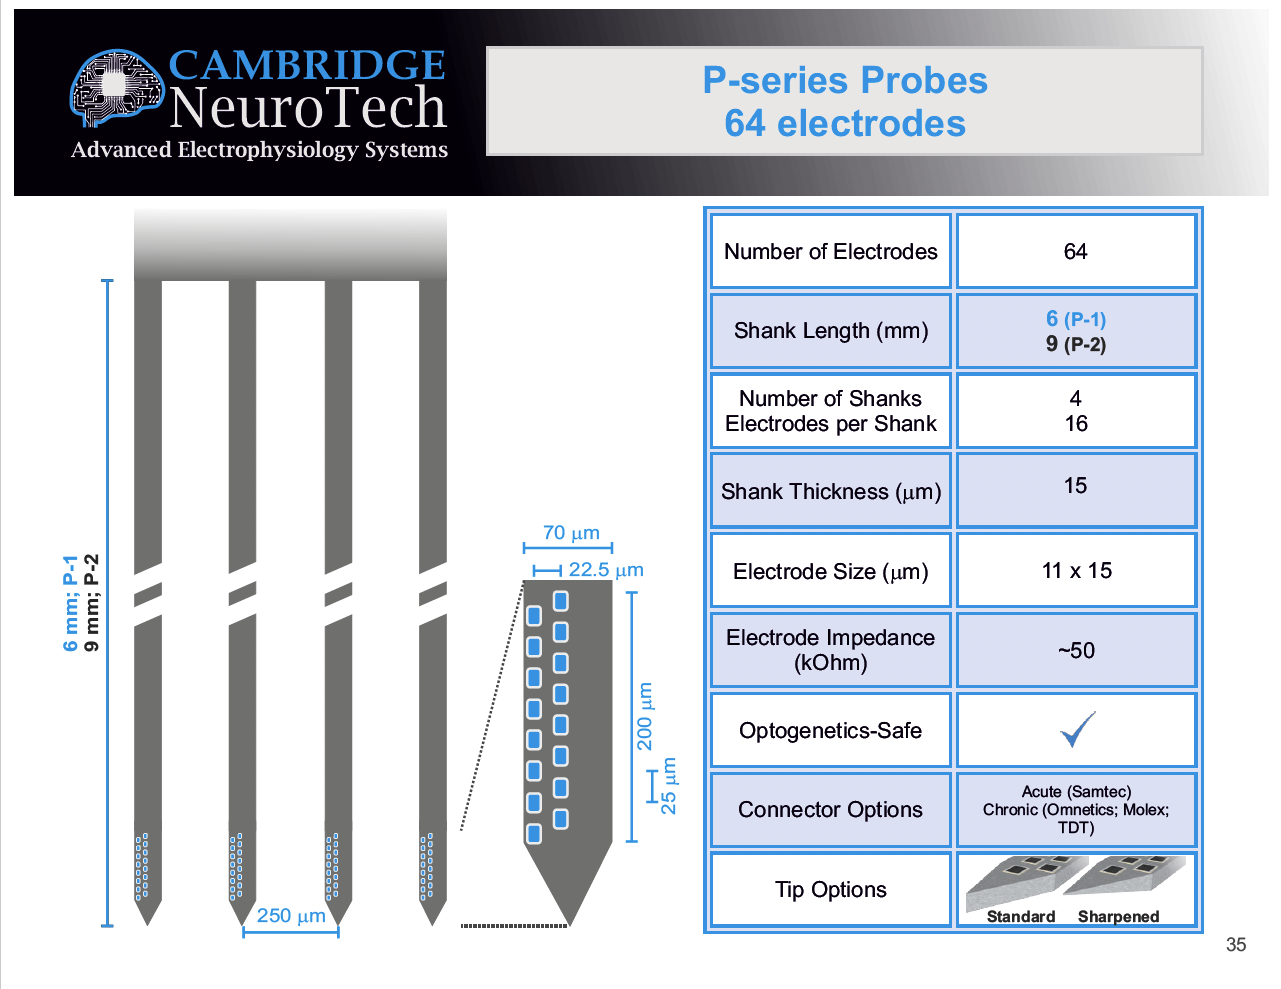 CAMBRIDGE
NeuroTech
Advanced Electrophysiology Systems
P-series Probes
64 electrodes
6 mm; P-1
9 mm; P-2
250 μm
70 μm
22.5 μm
200 μm
25 μm
Number of Electrodes
64
Shank Length (mm)
6 (P-1)
9 (P-2)
Number of Shanks
Electrodes per Shank
4
16
Shank Thickness (μm)
15
Electrode Size (μm)
11 x 15
Electrode Impedance
(kOhm)
~50
Optogenetics-Safe
Connector Options
Acute (Samtec)
Chronic (Omnetics; Molex;
TDT)
Tip Options
Standard Sharpened
35